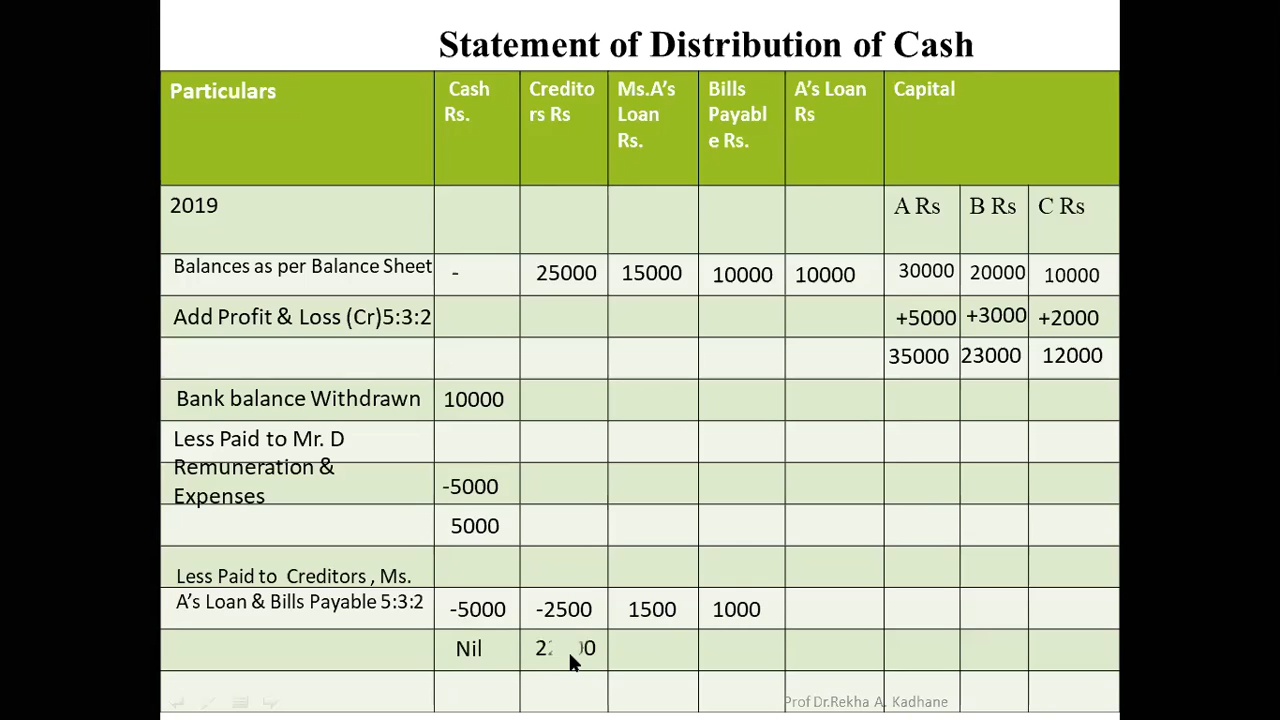 Statement of Distribution of Cash
Particulars Cash Rs. Credito rs Rs Ms.A's Loan Rs. Bills Payabl e Rs. A's Loan Rs Capital
2019 A Rs B Rs C Rs
Balances as per Balance Sheet - 25000 15000 10000 10000 30000 20000 10000
Add Profit & Loss (Cr)5:3:2 +5000 +3000 +2000
35000 23000 12000
Bank balance Withdrawn 10000
Less Paid to Mr. D
Remuneration &
Expenses -5000
5000
Less Paid to Creditors , Ms.
A's Loan & Bills Payable 5:3:2 -5000 -2500 1500 1000
Nil
Prof Dr.Rekha A. Kadhane